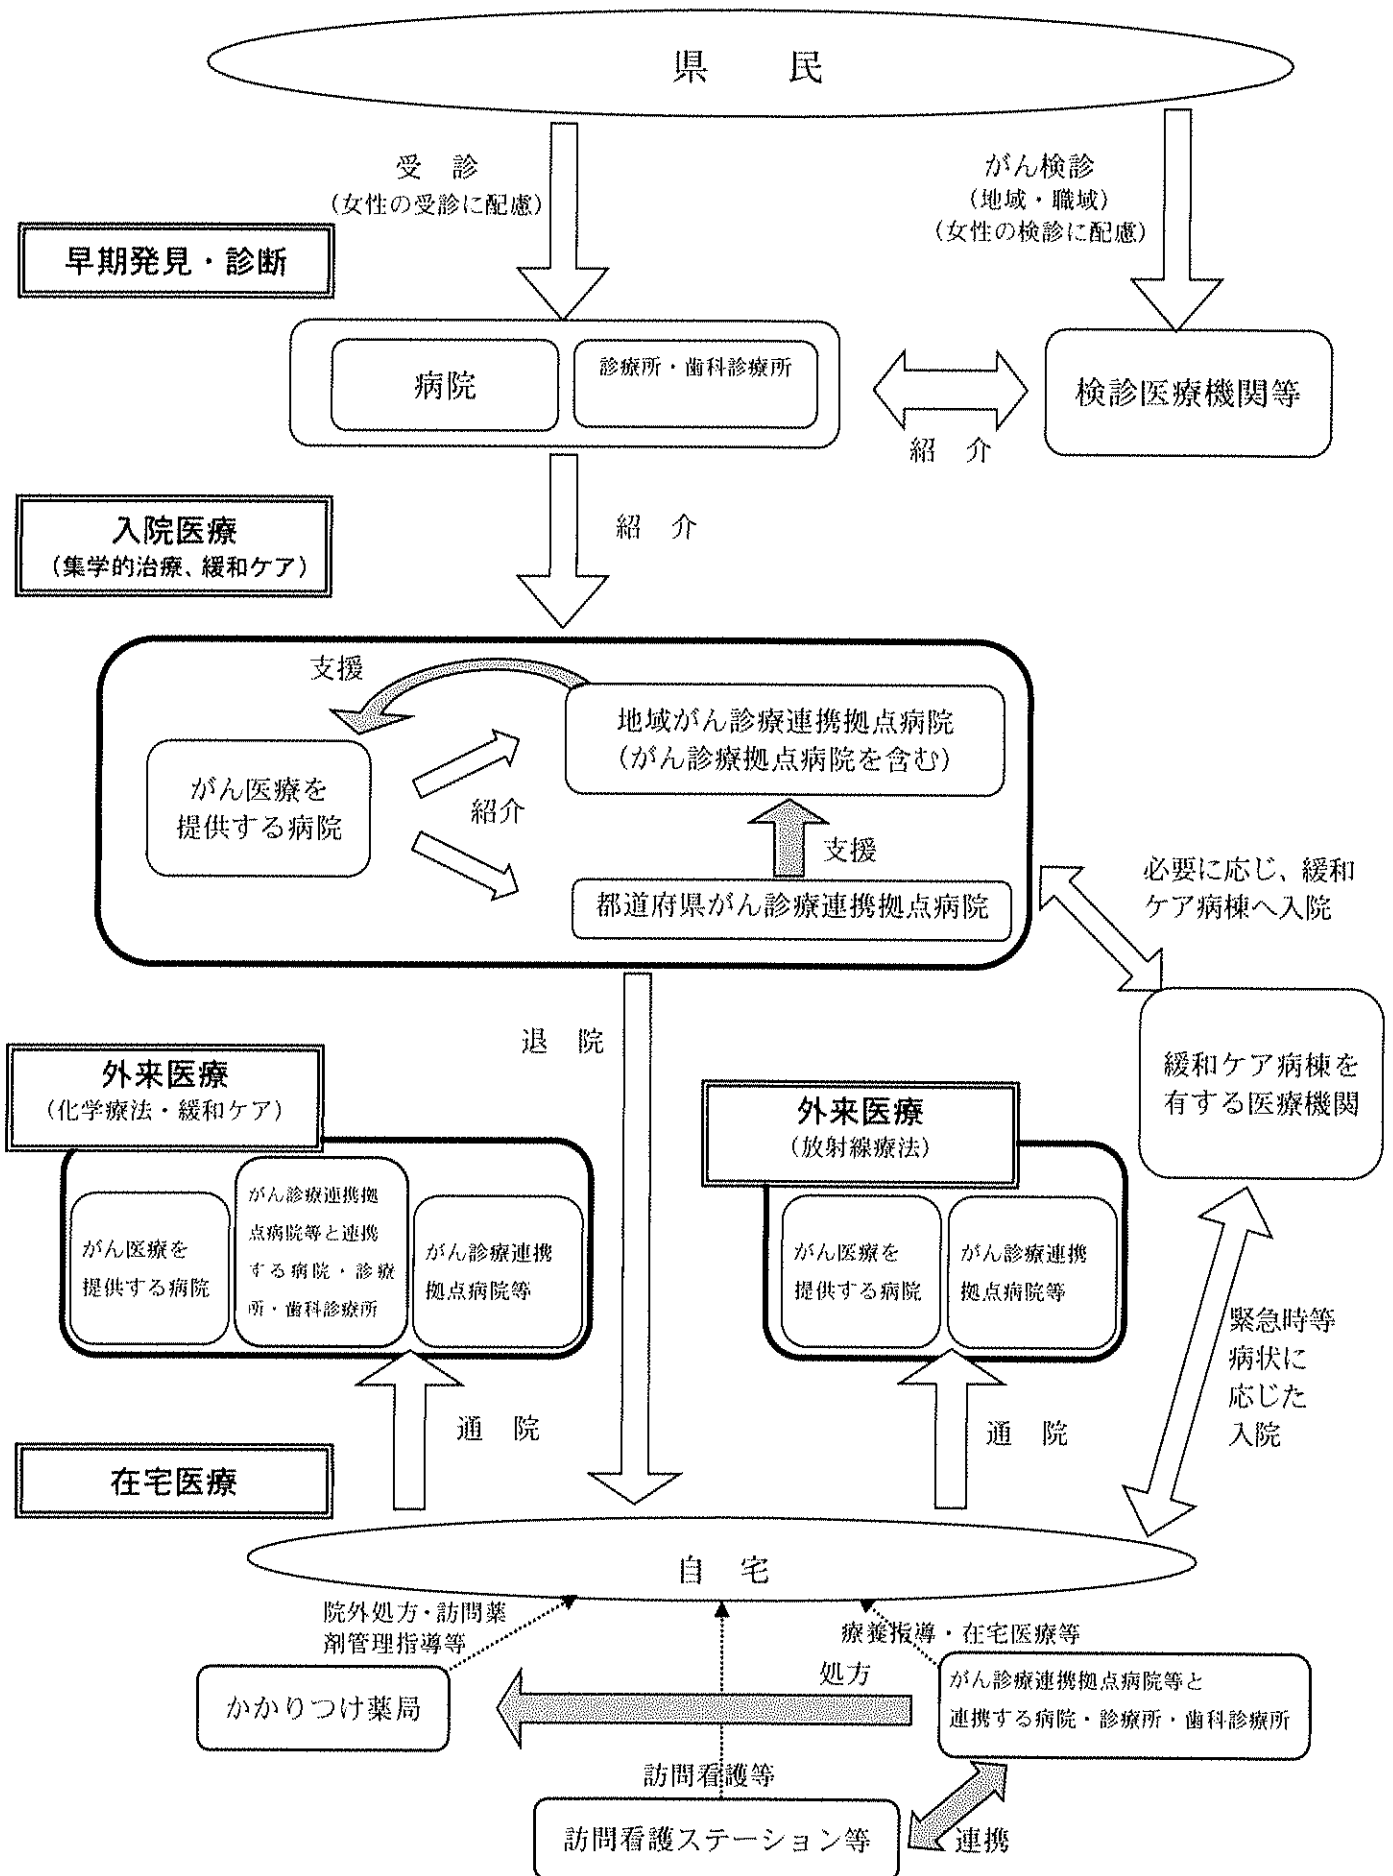 県　民
受　診
(女性の受診に配慮)
がん検診
(地域・職域)
(女性の検診に配慮)
早期発見・診断
病院
診療所・歯科診療所
検診医療機関等
紹　介
入院医療
(集学的治療、緩和ケア)
紹　介
支援
地域がん診療連携拠点病院
(がん診療拠点病院を含む)
がん医療を
提供する病院
紹介
支援
都道府県がん診療連携拠点病院
必要に応じ、緩和
ケア病棟へ入院
退　院
緩和ケア病棟を
有する医療機関
外来医療
(化学療法・緩和ケア)
がん医療を
提供する病院
がん診療連携拠
点病院等と連携
する病院・診療
所・歯科診療所
がん診療連携
拠点病院等
外来医療
(放射線療法)
がん医療を
提供する病院
がん診療連携
拠点病院等
緊急時等
病状に
応じた
入院
通　院
通　院
在宅医療
自　宅
院外処方・訪問薬
剤管理指導等
療養指導・在宅医療等
かかりつけ薬局
処方
がん診療連携拠点病院等と
連携する病院・診療所・歯科診療所
訪問看護等
訪問看護ステーション等
連携